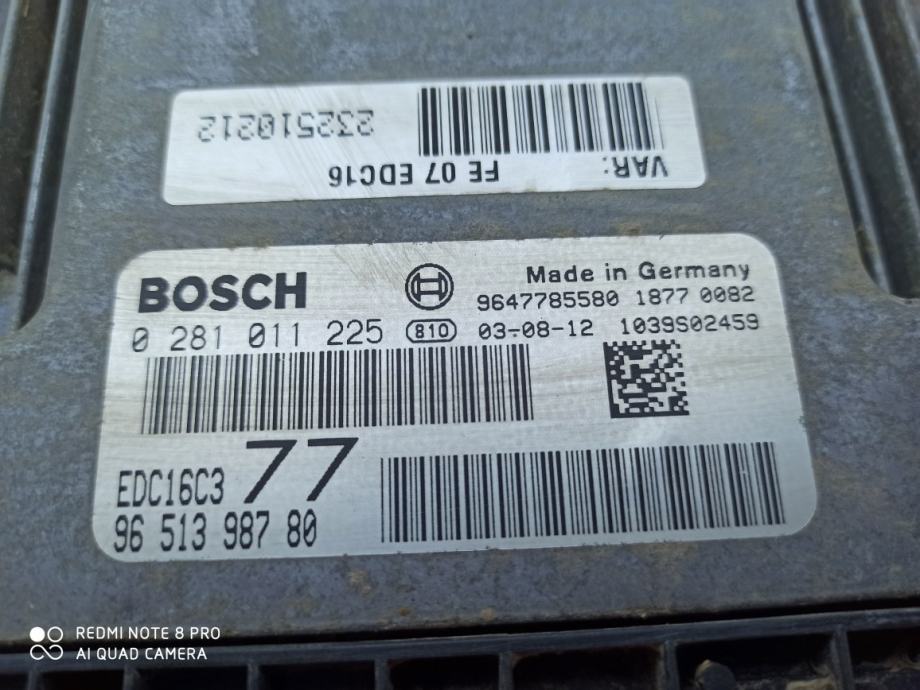 VAR:
FE 07 EDC16
232510212
BOSCH
Made in Germany
9647785580 1877 0082
0 281 011 225 810 03-08-12 1039S02459
EDC16C3 77
96 513 987 80
REDMI NOTE 8 PRO
AI QUAD CAMERA